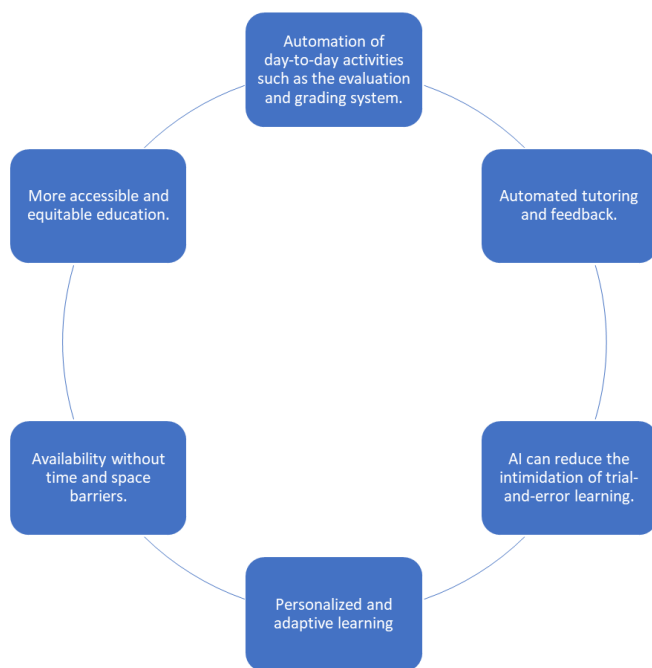 Automation of
day-to-day activities
such as the evaluation
and grading system.
Automated tutoring
and feedback.
AI can reduce the
intimidation of trial-
and-error learning.
Personalized and
adaptive learning
Availability without
time and space
barriers.
More accessible and
equitable education.